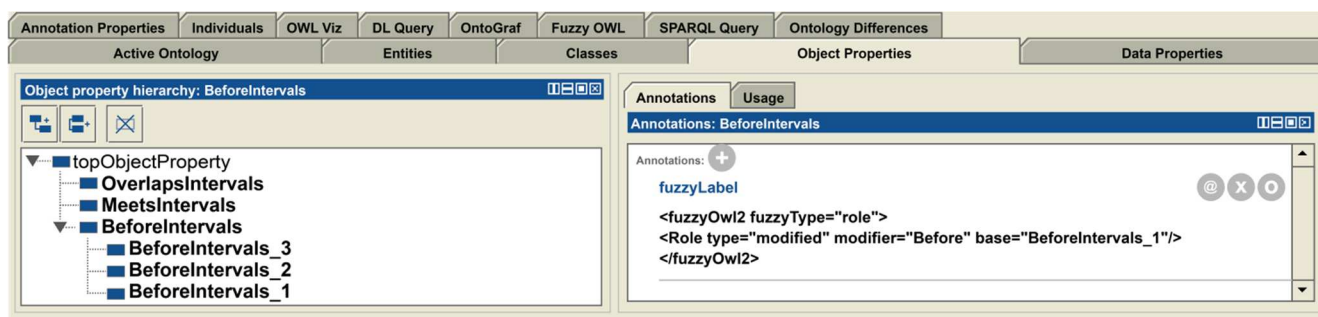 Annotation Properties Individuals OWL Viz DL Query OntoGraf Fuzzy OWL SPARQL Query Ontology Differences
Active Ontology Entities Classes Object Properties Data Properties
Object property hierarchy: BeforeIntervals
topObjectProperty
OverlapsIntervals
MeetsIntervals
BeforeIntervals
BeforeIntervals_3
BeforeIntervals_2
BeforeIntervals_1
Annotations Usage
Annotations: BeforeIntervals
Annotations: +
fuzzyLabel @ X O
<fuzzyOwl2 fuzzyType="role">
<Role type="modified" modifier="Before" base="BeforeIntervals_1"/>
</fuzzyOwl2>